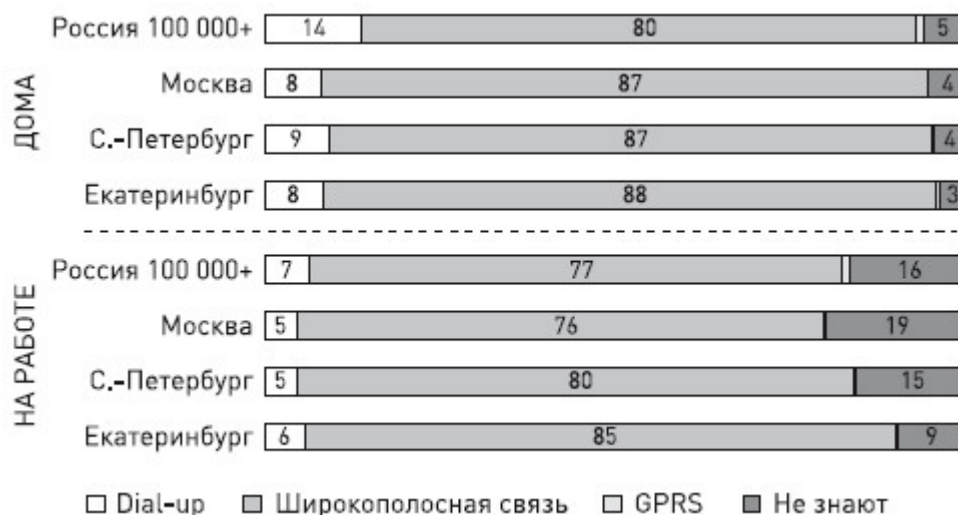 ДОМА
Россия 100 000+ 14 80 5
Москва 8 87 4
С.-Петербург 9 87 4
Екатеринбург 8 88 3
НА РАБОТЕ
Россия 100 000+ 7 77 16
Москва 5 76 19
С.-Петербург 5 80 15
Екатеринбург 6 85 9
Dial-up Широкополосная связь GPRS Не знают